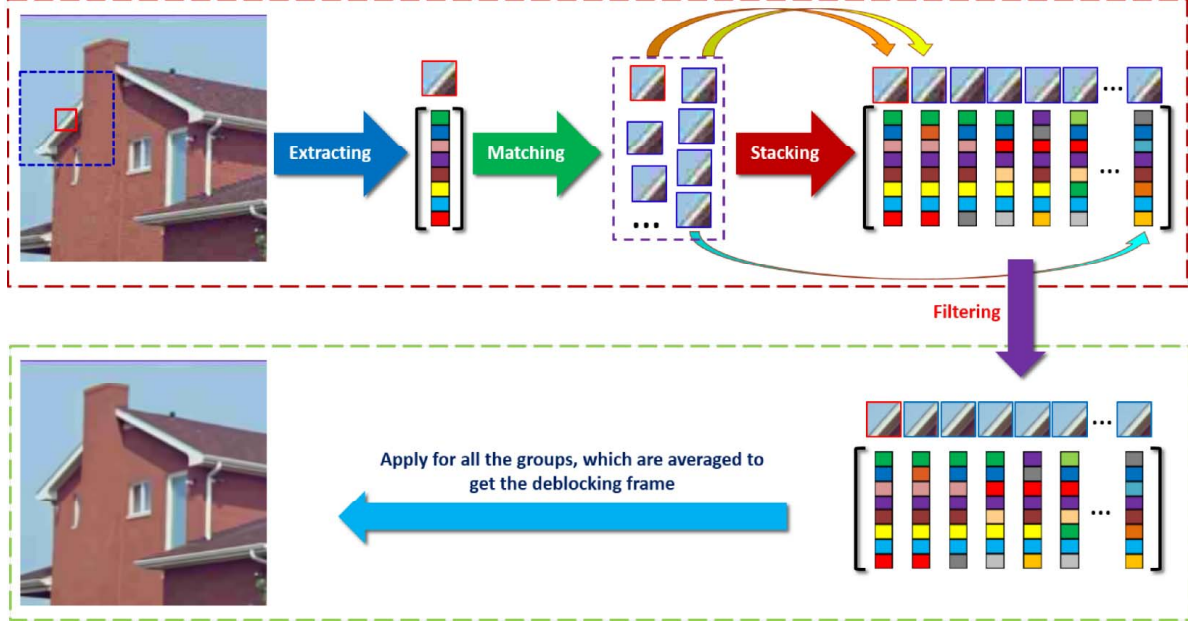 Extracting
Matching
Stacking
...
...
...
Filtering
Apply for all the groups, which are averaged to
get the deblocking frame
...
...